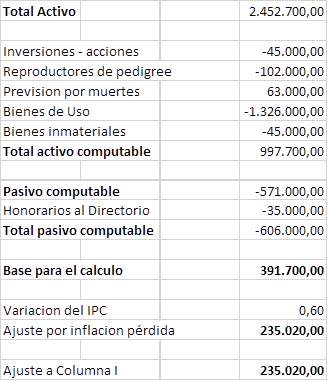 Total Activo 2.452.700,00
Inversiones - acciones -45.000,00
Reproductores de pedigree -102.000,00
Prevision por muertes 63.000,00
Bienes de Uso -1.326.000,00
Bienes inmateriales -45.000,00
Total activo computable 997.700,00
Pasivo computable -571.000,00
Honorarios al Directorio -35.000,00
Total pasivo computable -606.000,00
Base para el calculo 391.700,00
Variacion del IPC 0,60
Ajuste por inflacion pérdida 235.020,00
Ajuste a Columna I 235.020,00